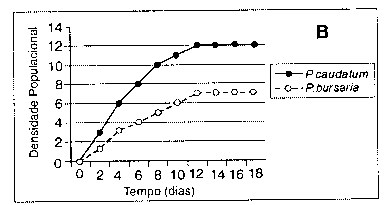 B
Densidade Populacional
14
12
10
8
6
4
2
0
0 2 4 6 8 10 12 14 16 18
Tempo (dias)
P.caudatum
P.bursaria